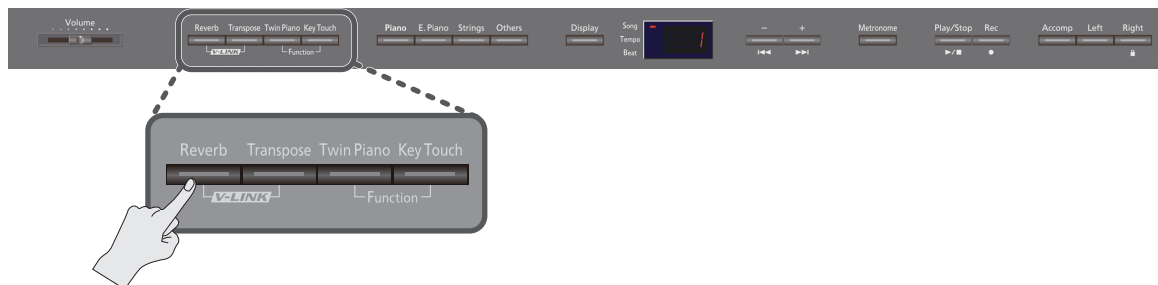 Volume
Reverb Transpose Twin Piano Key Touch
V-LINK Function
Piano E. Piano Strings Others
Display
Song
Tempo
Beat
1
– +
Metronome
Play/Stop Rec
Accomp Left Right
Reverb Transpose Twin Piano Key Touch
V-LINK Function